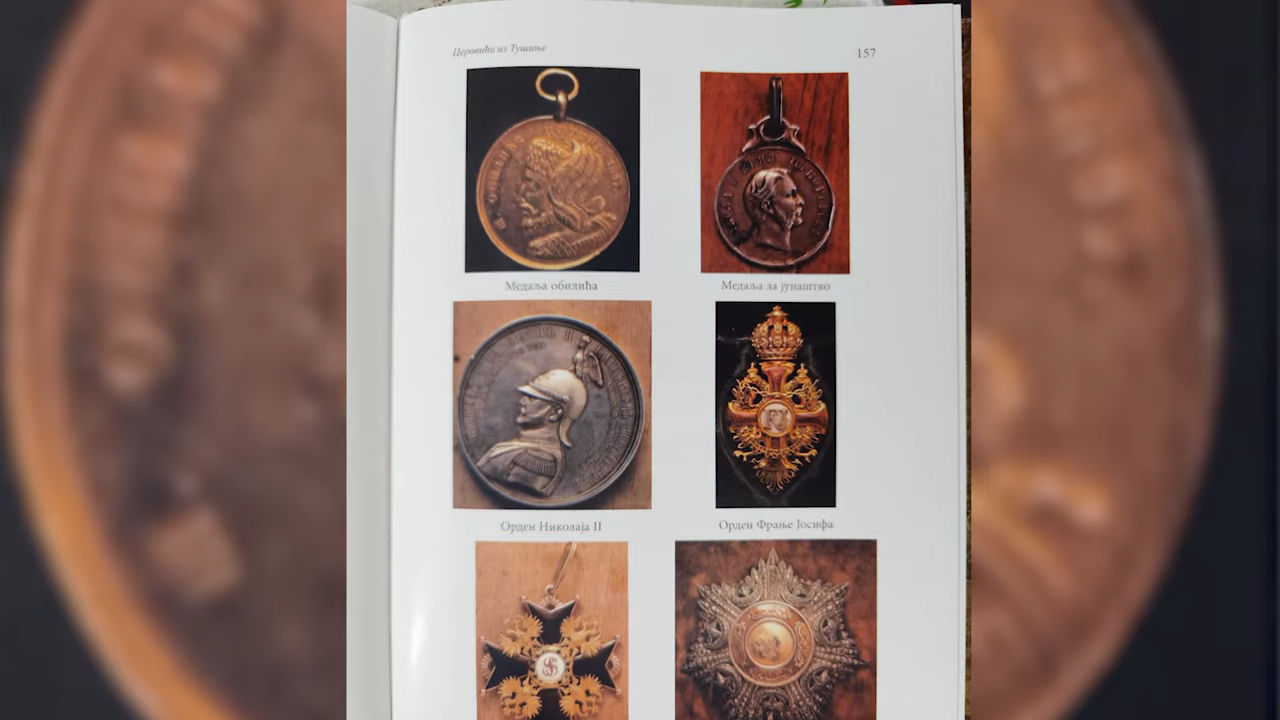 Церовићи из Тушиње
157
Медаља обилића
Медаља за јунаштво
Орден Николаја II
Орден Фрање Јосифа